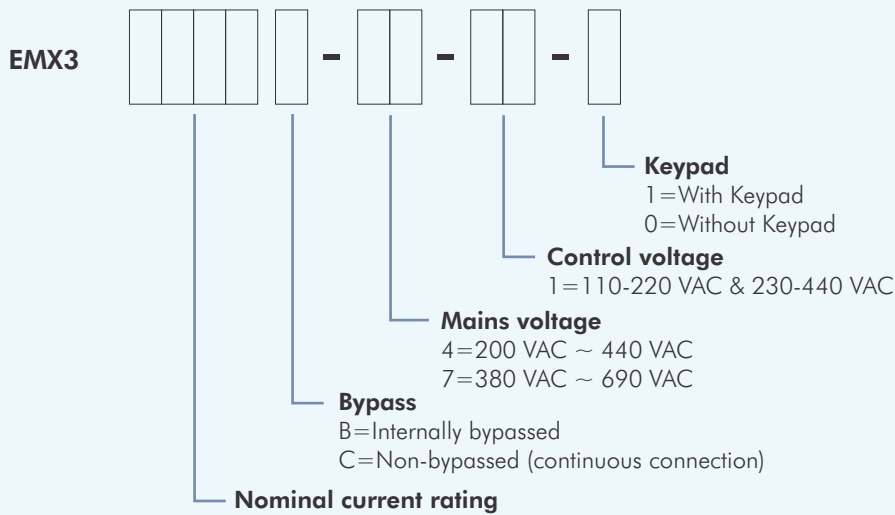 EMX3 - - -
Keypad
1=With Keypad
0=Without Keypad
Control voltage
1=110-220 VAC & 230-440 VAC
Mains voltage
4=200 VAC ~ 440 VAC
7=380 VAC ~ 690 VAC
Bypass
B=Internally bypassed
C=Non-bypassed (continuous connection)
Nominal current rating